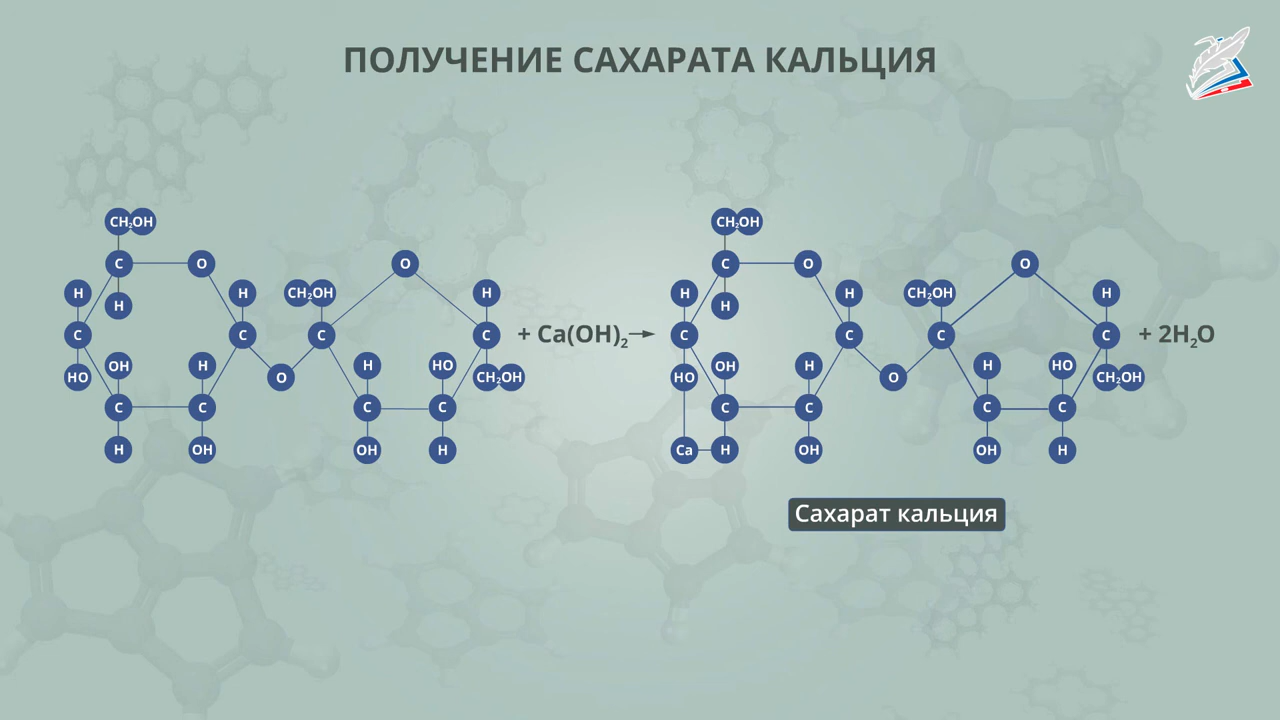 ПОЛУЧЕНИЕ САХАРАТА КАЛЬЦИЯ
CH₂OH CH₂OH
C O O C O O
H H H CH₂OH H H H H CH₂OH H
C C C C + Ca(OH)₂→ C C C C + 2H₂O
OH H H HO OH H H HO
HO O CH₂OH HO O CH₂OH
C C C C C C C C
H OH OH H Ca H OH OH H
Сахарат кальция